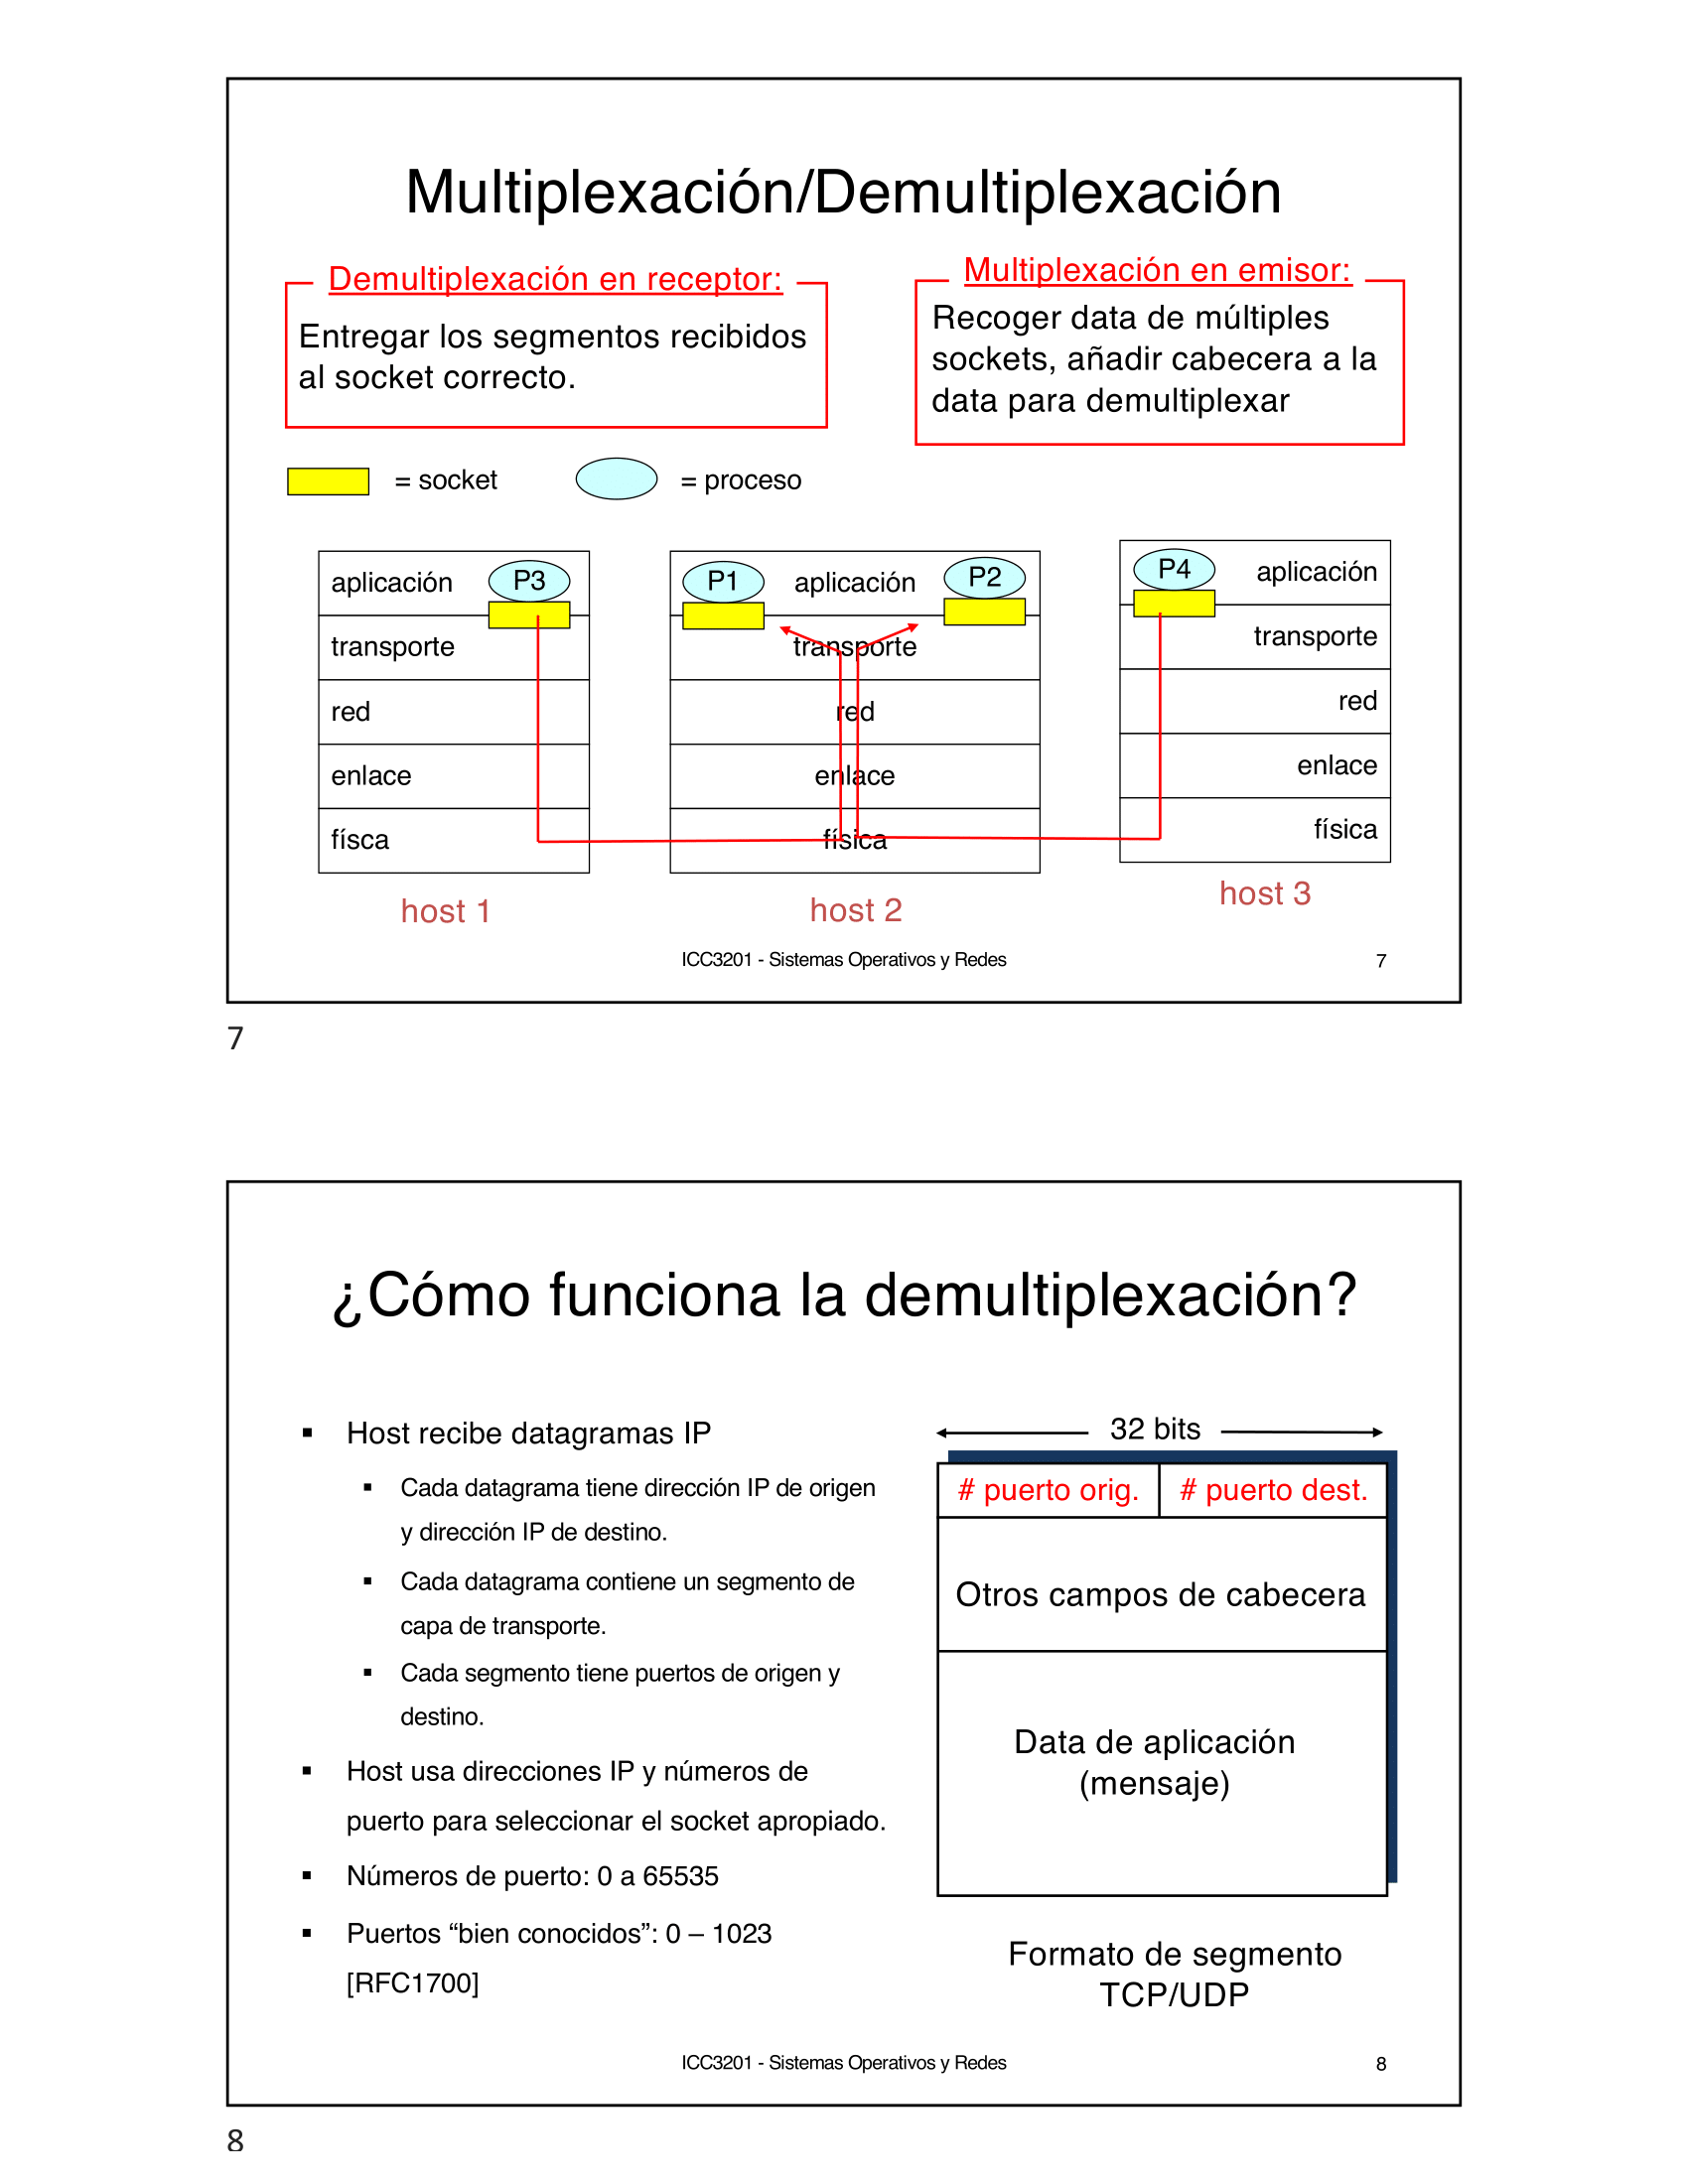 Multiplexación/Demultiplexación
Demultiplexación en receptor:
Entregar los segmentos recibidos
al socket correcto.
Multiplexación en emisor:
Recoger data de múltiples
sockets, añadir cabecera a la
data para demultiplexar
= socket
= proceso
aplicación
P3
transporte
red
enlace
físca
host 1
P1
aplicación
P2
transporte
red
enlace
física
host 2
P4
aplicación
transporte
red
enlace
física
host 3
ICC3201 - Sistemas Operativos y Redes
7
7
¿Cómo funciona la demultiplexación?
▪ Host recibe datagramas IP
▪ Cada datagrama tiene dirección IP de origen
y dirección IP de destino.
▪ Cada datagrama contiene un segmento de
capa de transporte.
▪ Cada segmento tiene puertos de origen y
destino.
▪ Host usa direcciones IP y números de
puerto para seleccionar el socket apropiado.
▪ Números de puerto: 0 a 65535
▪ Puertos “bien conocidos”: 0 – 1023
[RFC1700]
32 bits
# puerto orig.
# puerto dest.
Otros campos de cabecera
Data de aplicación
(mensaje)
Formato de segmento
TCP/UDP
ICC3201 - Sistemas Operativos y Redes
8
8